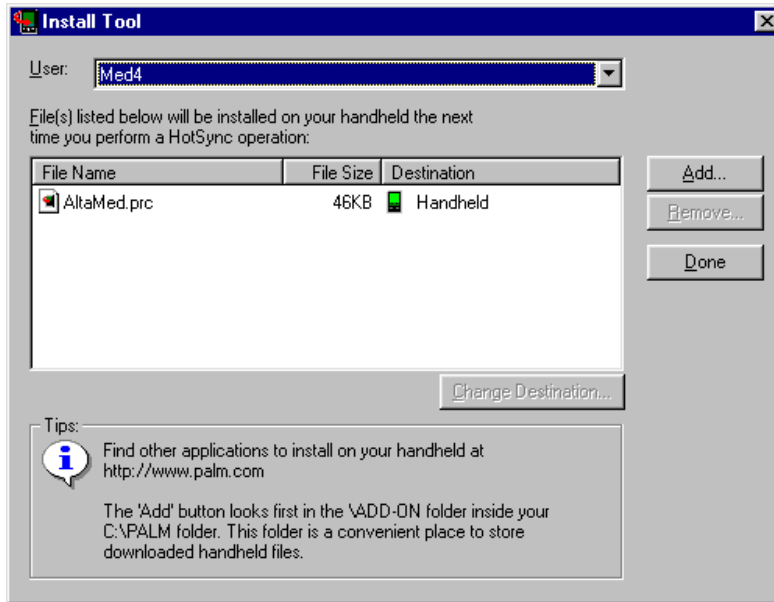 Install Tool
User: Med4
File(s) listed below will be installed on your handheld the next
time you perform a HotSync operation:
File Name File Size Destination
AltaMed.prc 46KB Handheld
Add...
Remove...
Done
Change Destination...
Tips:
Find other applications to install on your handheld at
http://www.palm.com
The 'Add' button looks first in the \ADD-ON folder inside your
C:\PALM folder. This folder is a convenient place to store
downloaded handheld files.